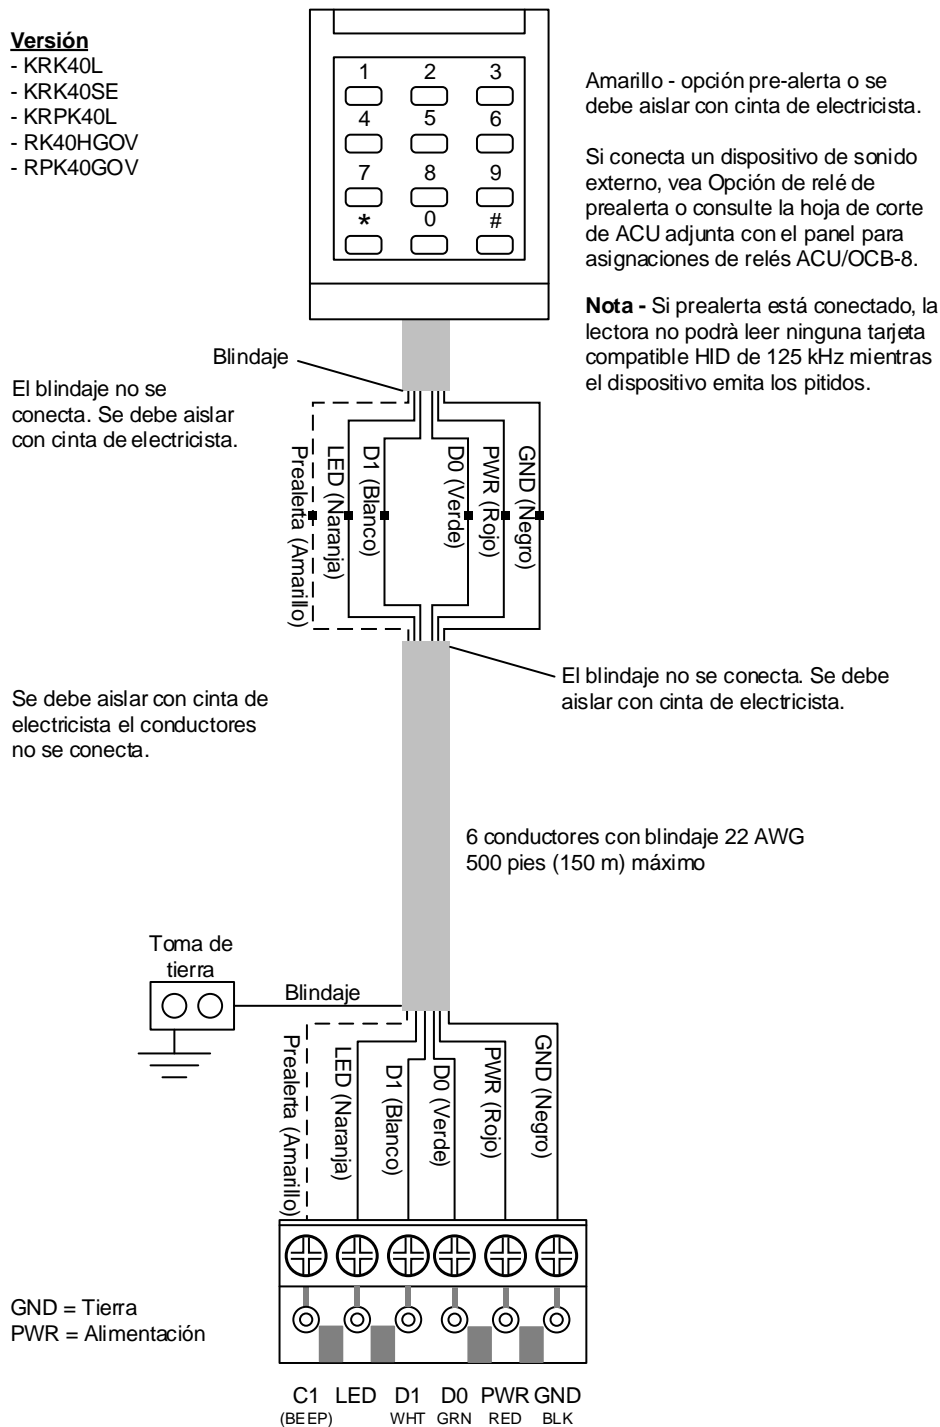 Versión
- KRK40L
- KRK40SE
- KRPK40L
- RK40HGOV
- RPK40GOV
1 2 3
4 5 6
7 8 9
* 0 #
Amarillo - opción pre-alerta o se
debe aislar con cinta de electricista.
Si conecta un dispositivo de sonido
externo, vea Opción de relé de
prealerta o consulte la hoja de corte
de ACU adjunta con el panel para
asignaciones de relés ACU/OCB-8.
Nota - Si prealerta está conectado, la
lectora no podrà leer ninguna tarjeta
compatible HID de 125 kHz mientras
el dispositivo emita los pitidos.
Blindaje
El blindaje no se
conecta. Se debe aislar
con cinta de electricista.
Prealerta (Amarillo)
LED (Naranja)
D1 (Blanco)
D0 (Verde)
PWR (Rojo)
GND (Negro)
El blindaje no se conecta. Se debe
aislar con cinta de electricista.
Se debe aislar con cinta de
electricista el conductores
no se conecta.
6 conductores con blindaje 22 AWG
500 pies (150 m) máximo
Toma de
tierra
Blindaje
Prealerta (Amarillo)
LED (Naranja)
D1 (Blanco)
D0 (Verde)
PWR (Rojo)
GND (Negro)
GND = Tierra
PWR = Alimentación
C1 LED D1 D0 PWR GND
(BEEP) WHT GRN RED BLK